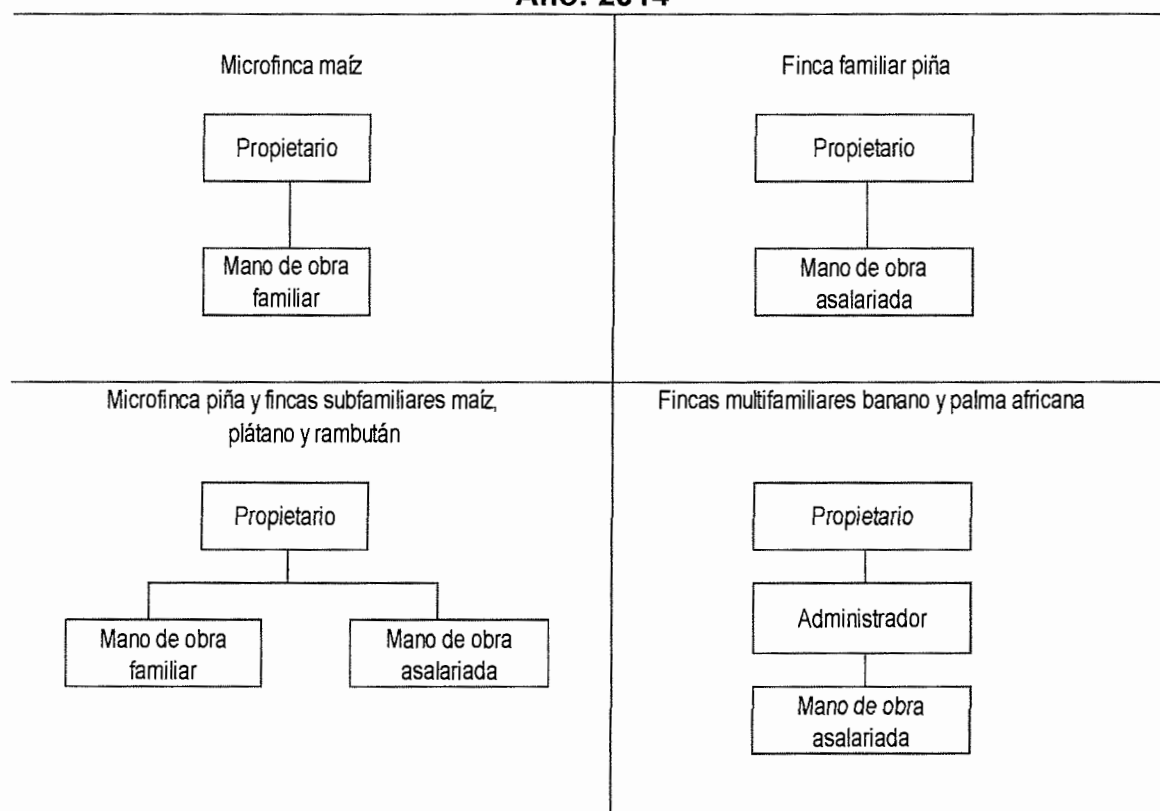 Año: 2014
Microfinca maíz
Propietario
Mano de obra
familiar
Finca familiar piña
Propietario
Mano de obra
asalariada
Microfinca piña y fincas subfamiliares maíz,
plátano y rambután
Propietario
Mano de obra
familiar
Mano de obra
asalariada
Fincas multifamiliares banano y palma africana
Propietario
Administrador
Mano de obra
asalariada